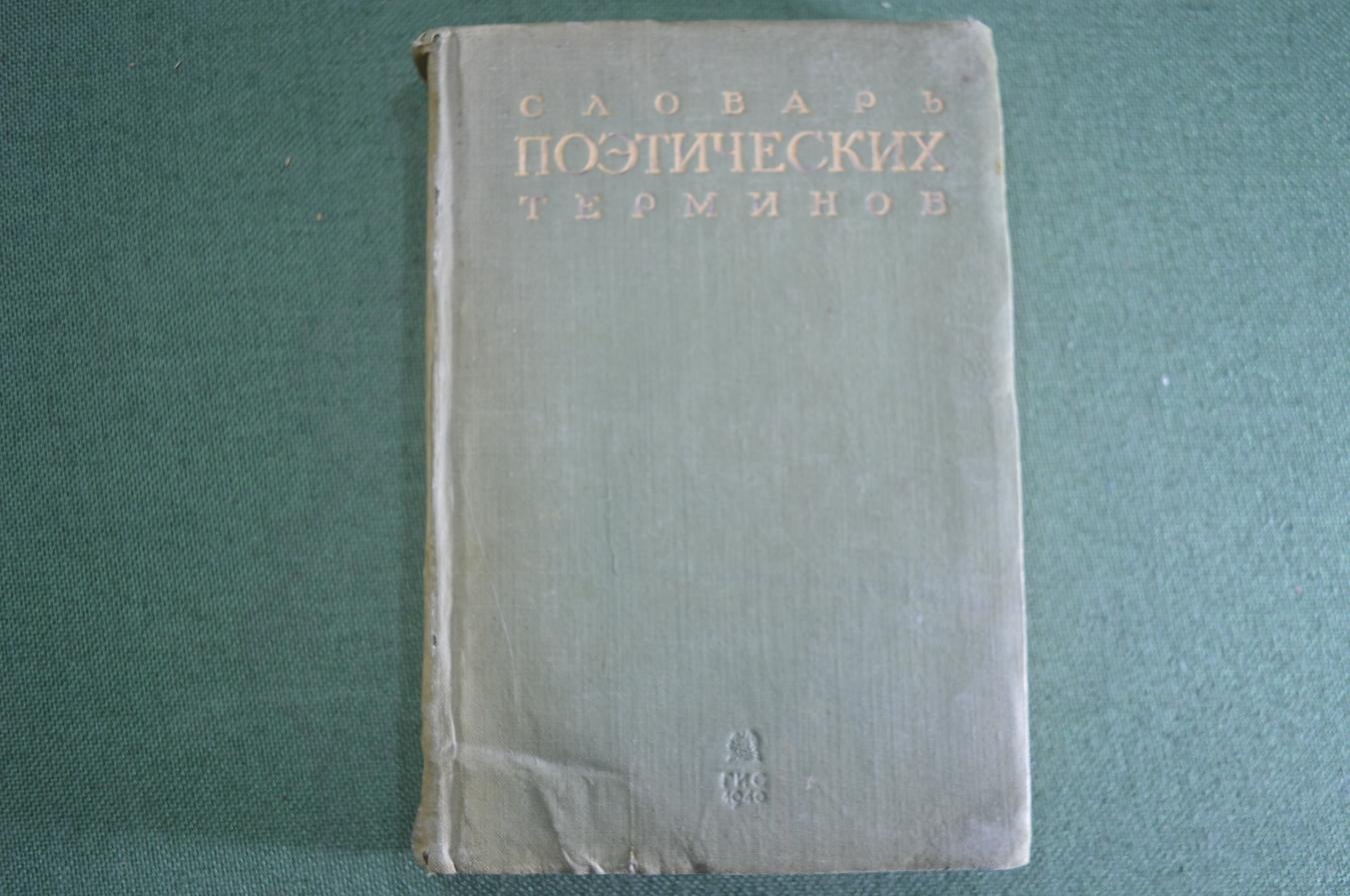 СЛОВАРЬ
ПОЭТИЧЕСКИХ
ТЕРМИНОВ
ГИС
1940